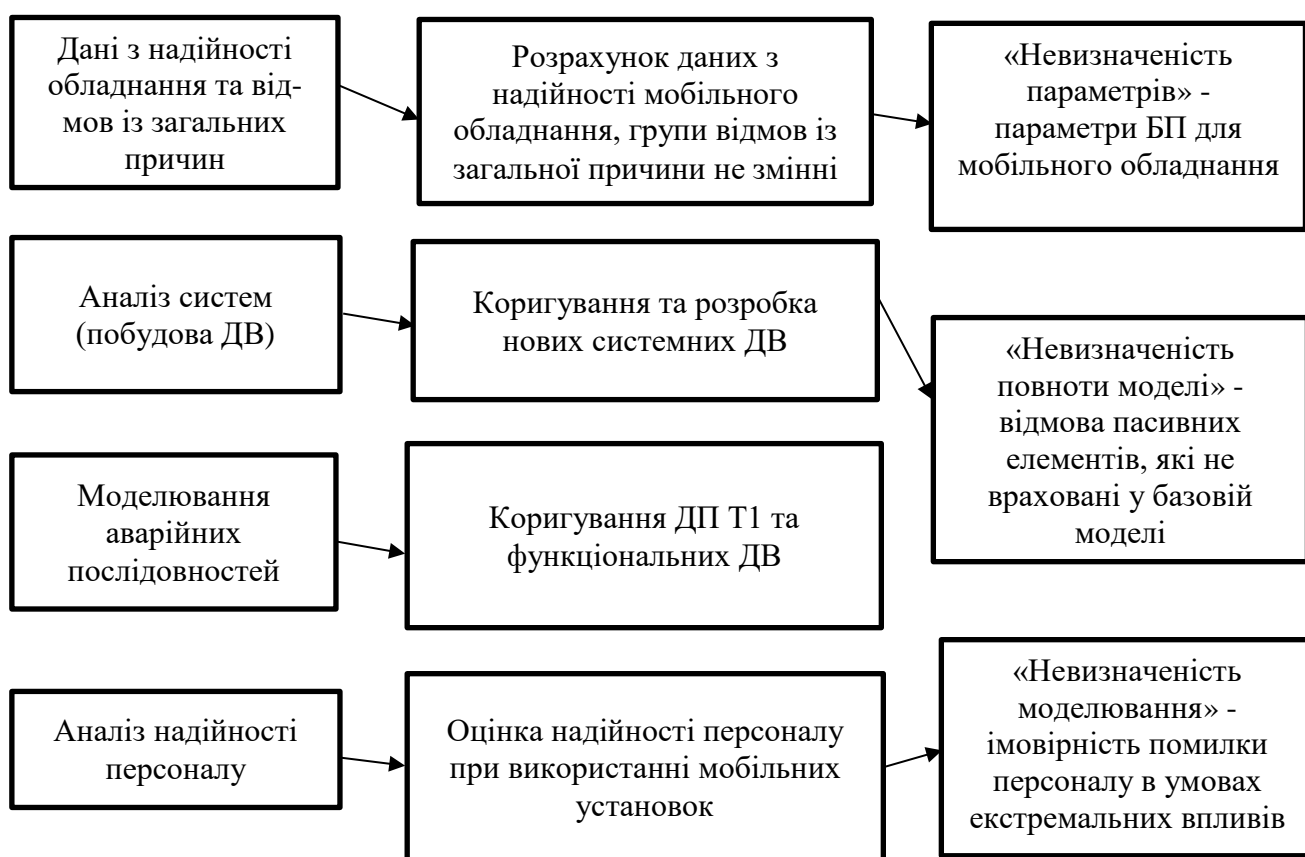 Дані з надійності
обладнання та від-
мов із загальних
причин
Розрахунок даних з
надійності мобільного
обладнання, групи відмов із
загальної причини не змінні
«Невизначеність
параметрів» -
параметри БП для
мобільного обладнання
Аналіз систем
(побудова ДВ)
Коригування та розробка
нових системних ДВ
«Невизначеність
повноти моделі» -
відмова пасивних
елементів, які не
враховані у базовій
моделі
Моделювання
аварійних
послідовностей
Коригування ДП Т1 та
функціональних ДВ
Аналіз надійності
персоналу
Оцінка надійності персоналу
при використанні мобільних
установок
«Невизначеність
моделювання» -
імовірність помилки
персоналу в умовах
екстремальних впливів